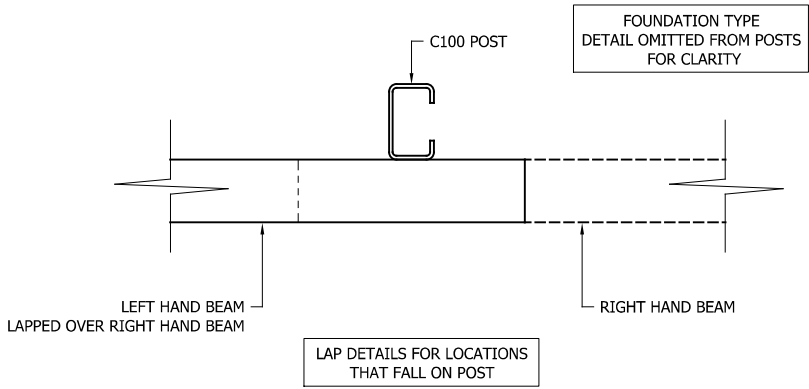 FOUNDATION TYPE
DETAIL OMITTED FROM POSTS
FOR CLARITY
C100 POST
LEFT HAND BEAM
LAPPED OVER RIGHT HAND BEAM
RIGHT HAND BEAM
LAP DETAILS FOR LOCATIONS
THAT FALL ON POST